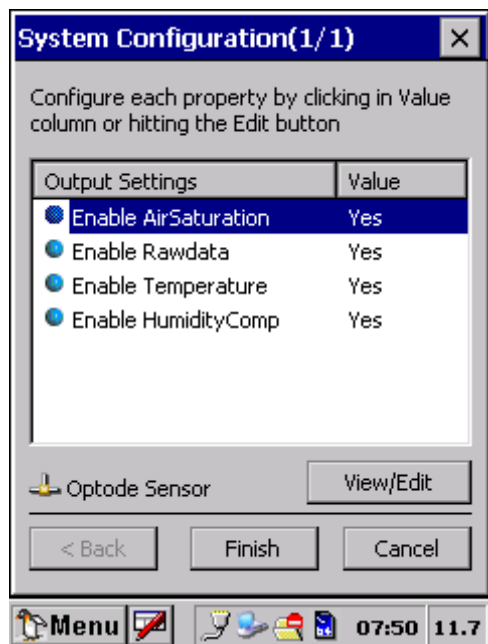 System Configuration(1/1)
Configure each property by clicking in Value
column or hitting the Edit button
Output Settings Value
Enable AirSaturation Yes
Enable Rawdata Yes
Enable Temperature Yes
Enable HumidityComp Yes
Optode Sensor View/Edit
< Back Finish Cancel
Menu 07:50 11.7